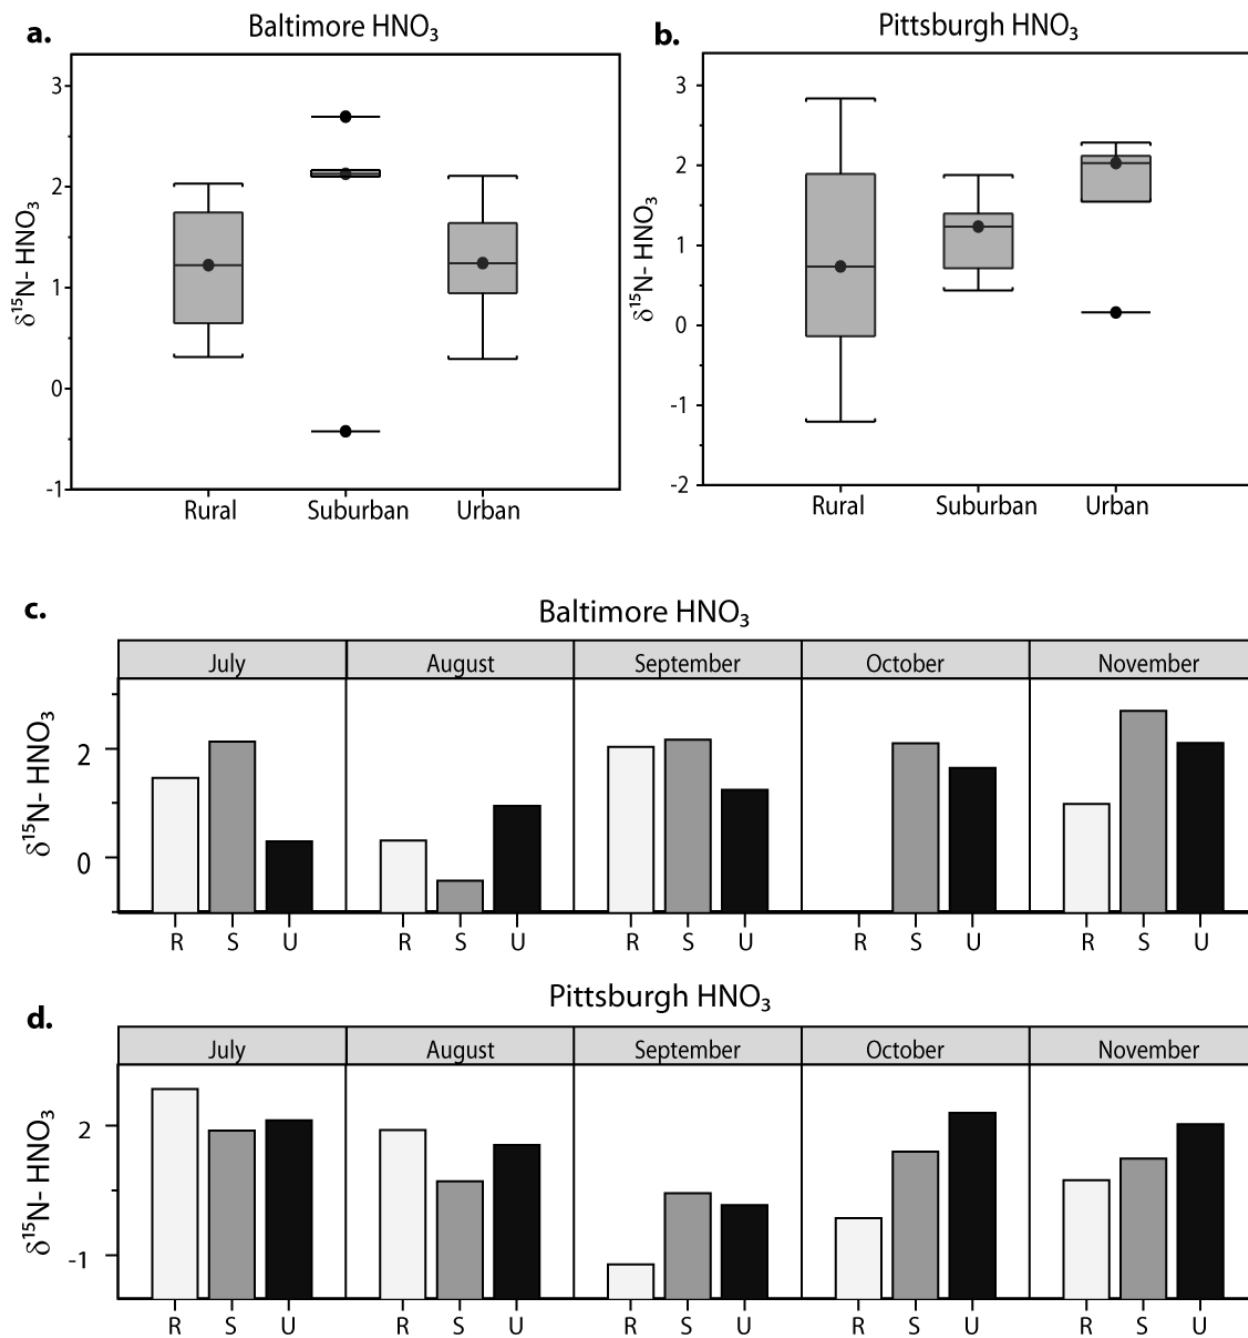 a.
Baltimore HNO₃
δ¹⁵N- HNO₃
3
2
1
0
-1
Rural Suburban Urban
b.
Pittsburgh HNO₃
δ¹⁵N- HNO₃
3
2
1
0
-1
-2
Rural Suburban Urban
c.
Baltimore HNO₃
July August September October November
δ¹⁵N- HNO₃
2
0
R S U R S U R S U R S U R S U
Pittsburgh HNO₃
d.
July August September October November
δ¹⁵N- HNO₃
2
-1
R S U R S U R S U R S U R S U